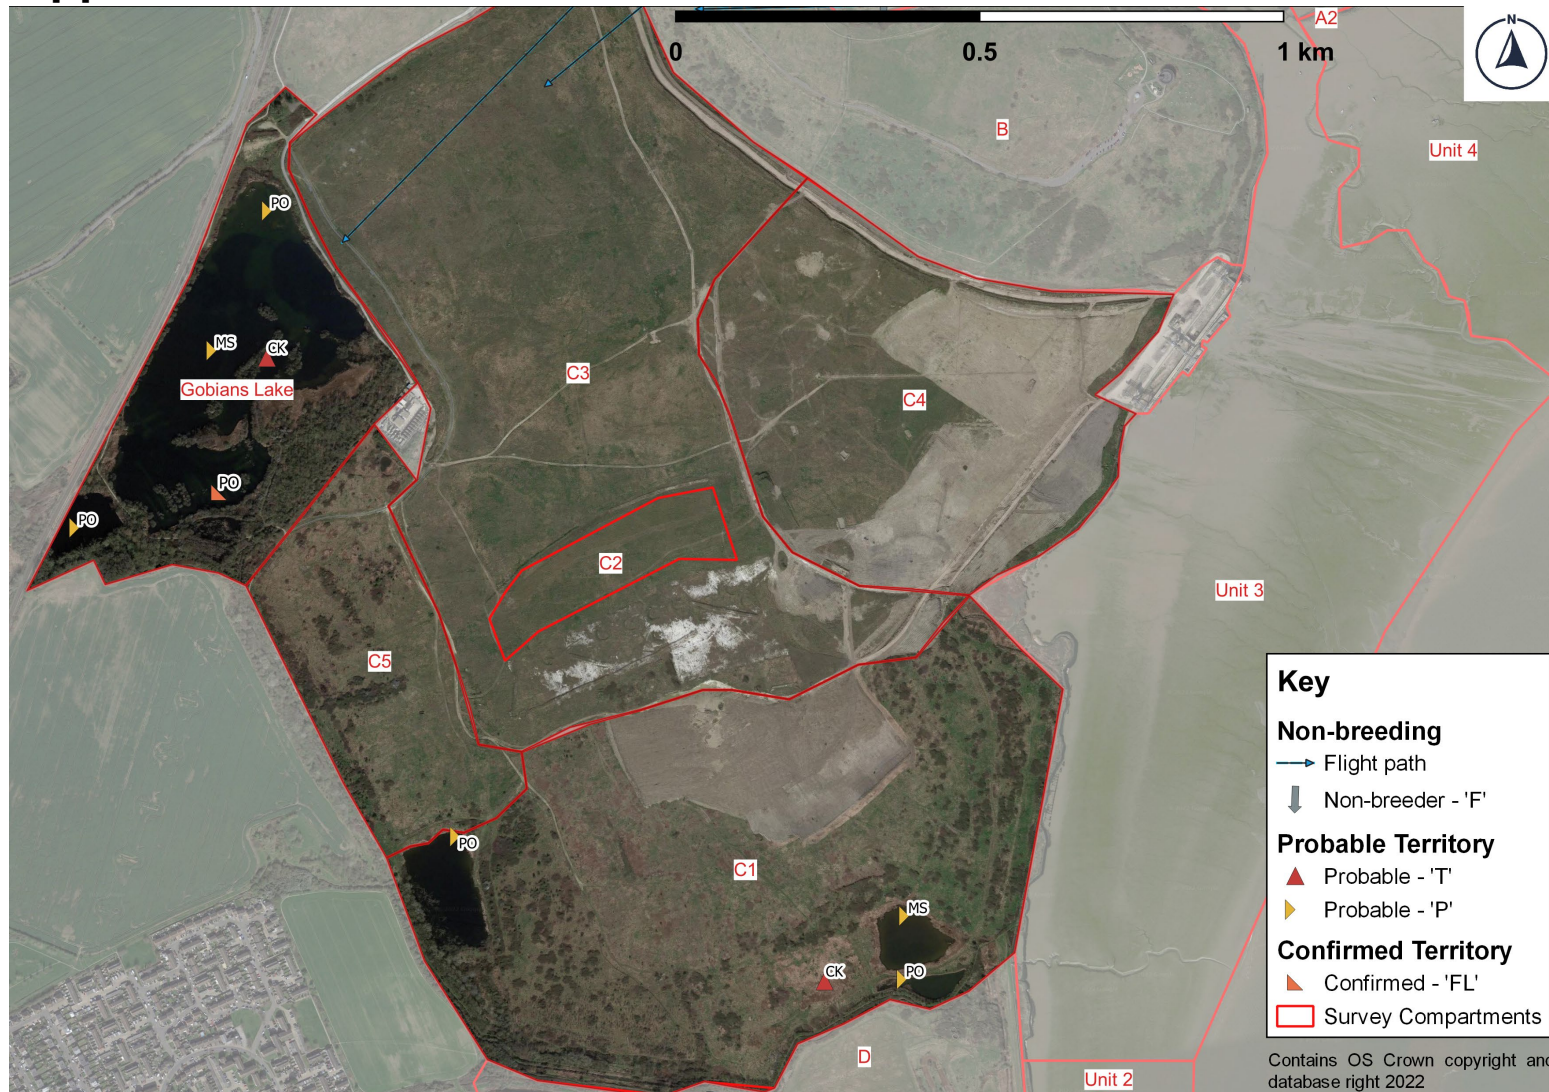 A2
N
0
0.5
1 km
B
Unit 4
PO
MS
CK
Gobians Lake
C3
C4
PO
PO
C2
Unit 3
C5
Key
Non-breeding
Flight path
Non-breeder - 'F'
Probable Territory
Probable - 'T'
Probable - 'P'
Confirmed Territory
Confirmed - 'FL'
Survey Compartments
PO
C1
MS
CK
PO
D
Unit 2
Contains OS Crown copyright and
database right 2022